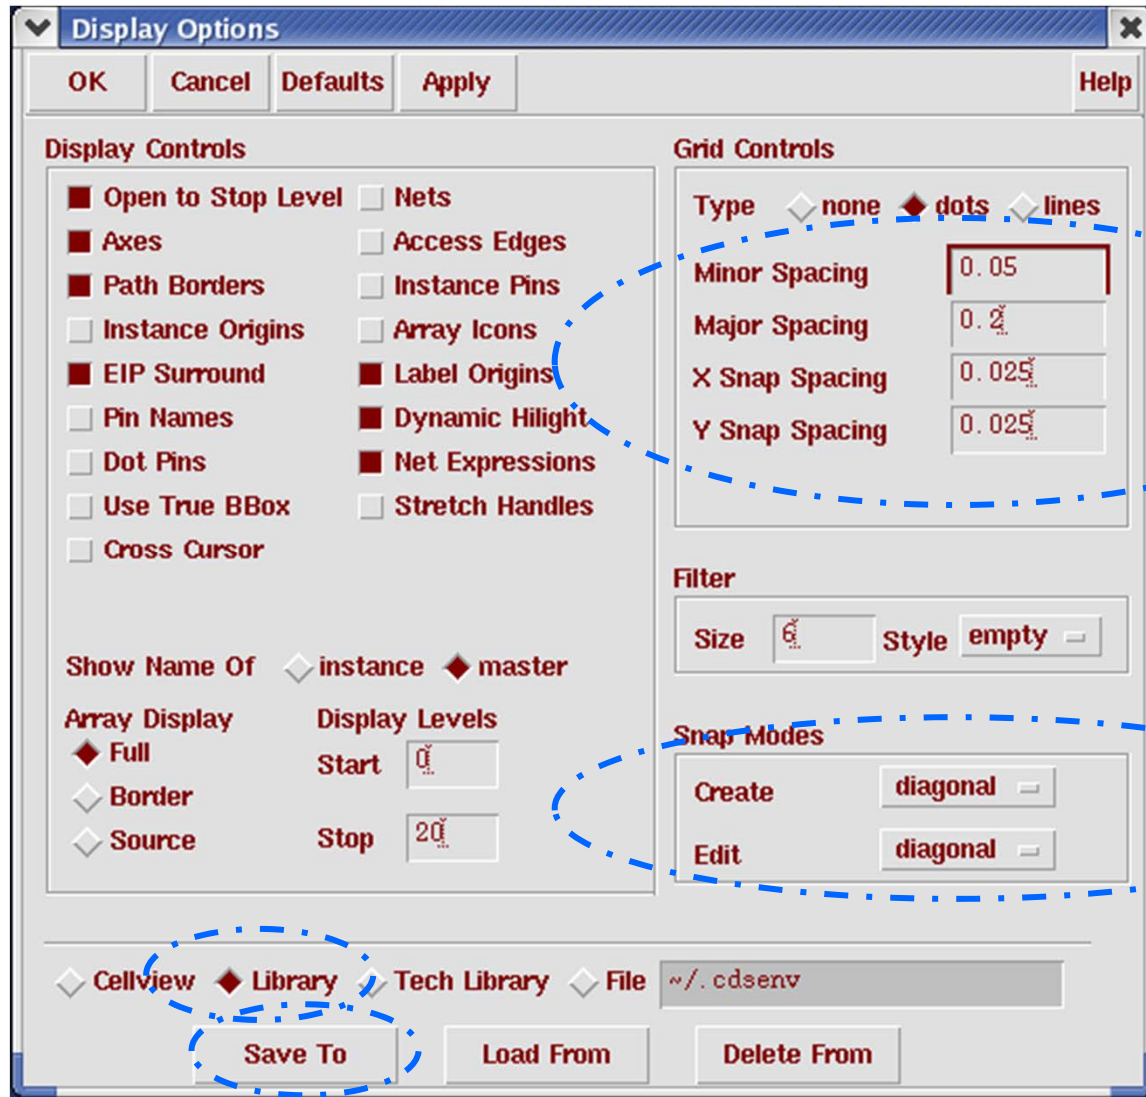 Display Options
OK Cancel Defaults Apply Help
Display Controls
Open to Stop Level Nets
Axes Access Edges
Path Borders Instance Pins
Instance Origins Array Icons
EIP Surround Label Origins
Pin Names Dynamic Hilight
Dot Pins Net Expressions
Use True BBox Stretch Handles
Cross Cursor
Show Name Of instance master
Array Display Display Levels
Full Start 0
Border
Source Stop 20
Grid Controls
Type none dots lines
Minor Spacing 0.05
Major Spacing 0.2
X Snap Spacing 0.025
Y Snap Spacing 0.025
Filter
Size 6 Style empty
Snap Modes
Create diagonal
Edit diagonal
Cellview Library Tech Library File ~/.cdsenv
Save To Load From Delete From